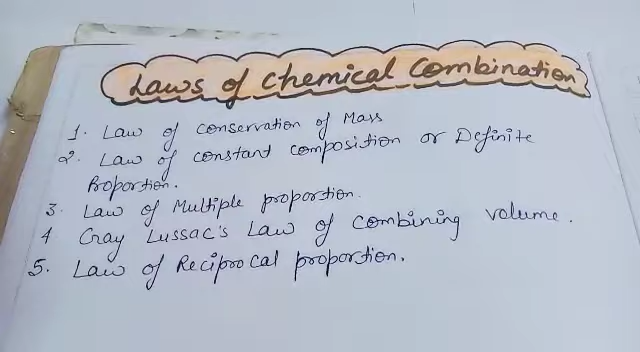 Laws of Chemical Combination
1. Law of conservation of Mass
2. Law of constant composition or Definite
Proportion.
3. Law of Multiple proportion.
4 Gay Lussac's Law of Combining volume.
5. Law of Reciprocal proportion.